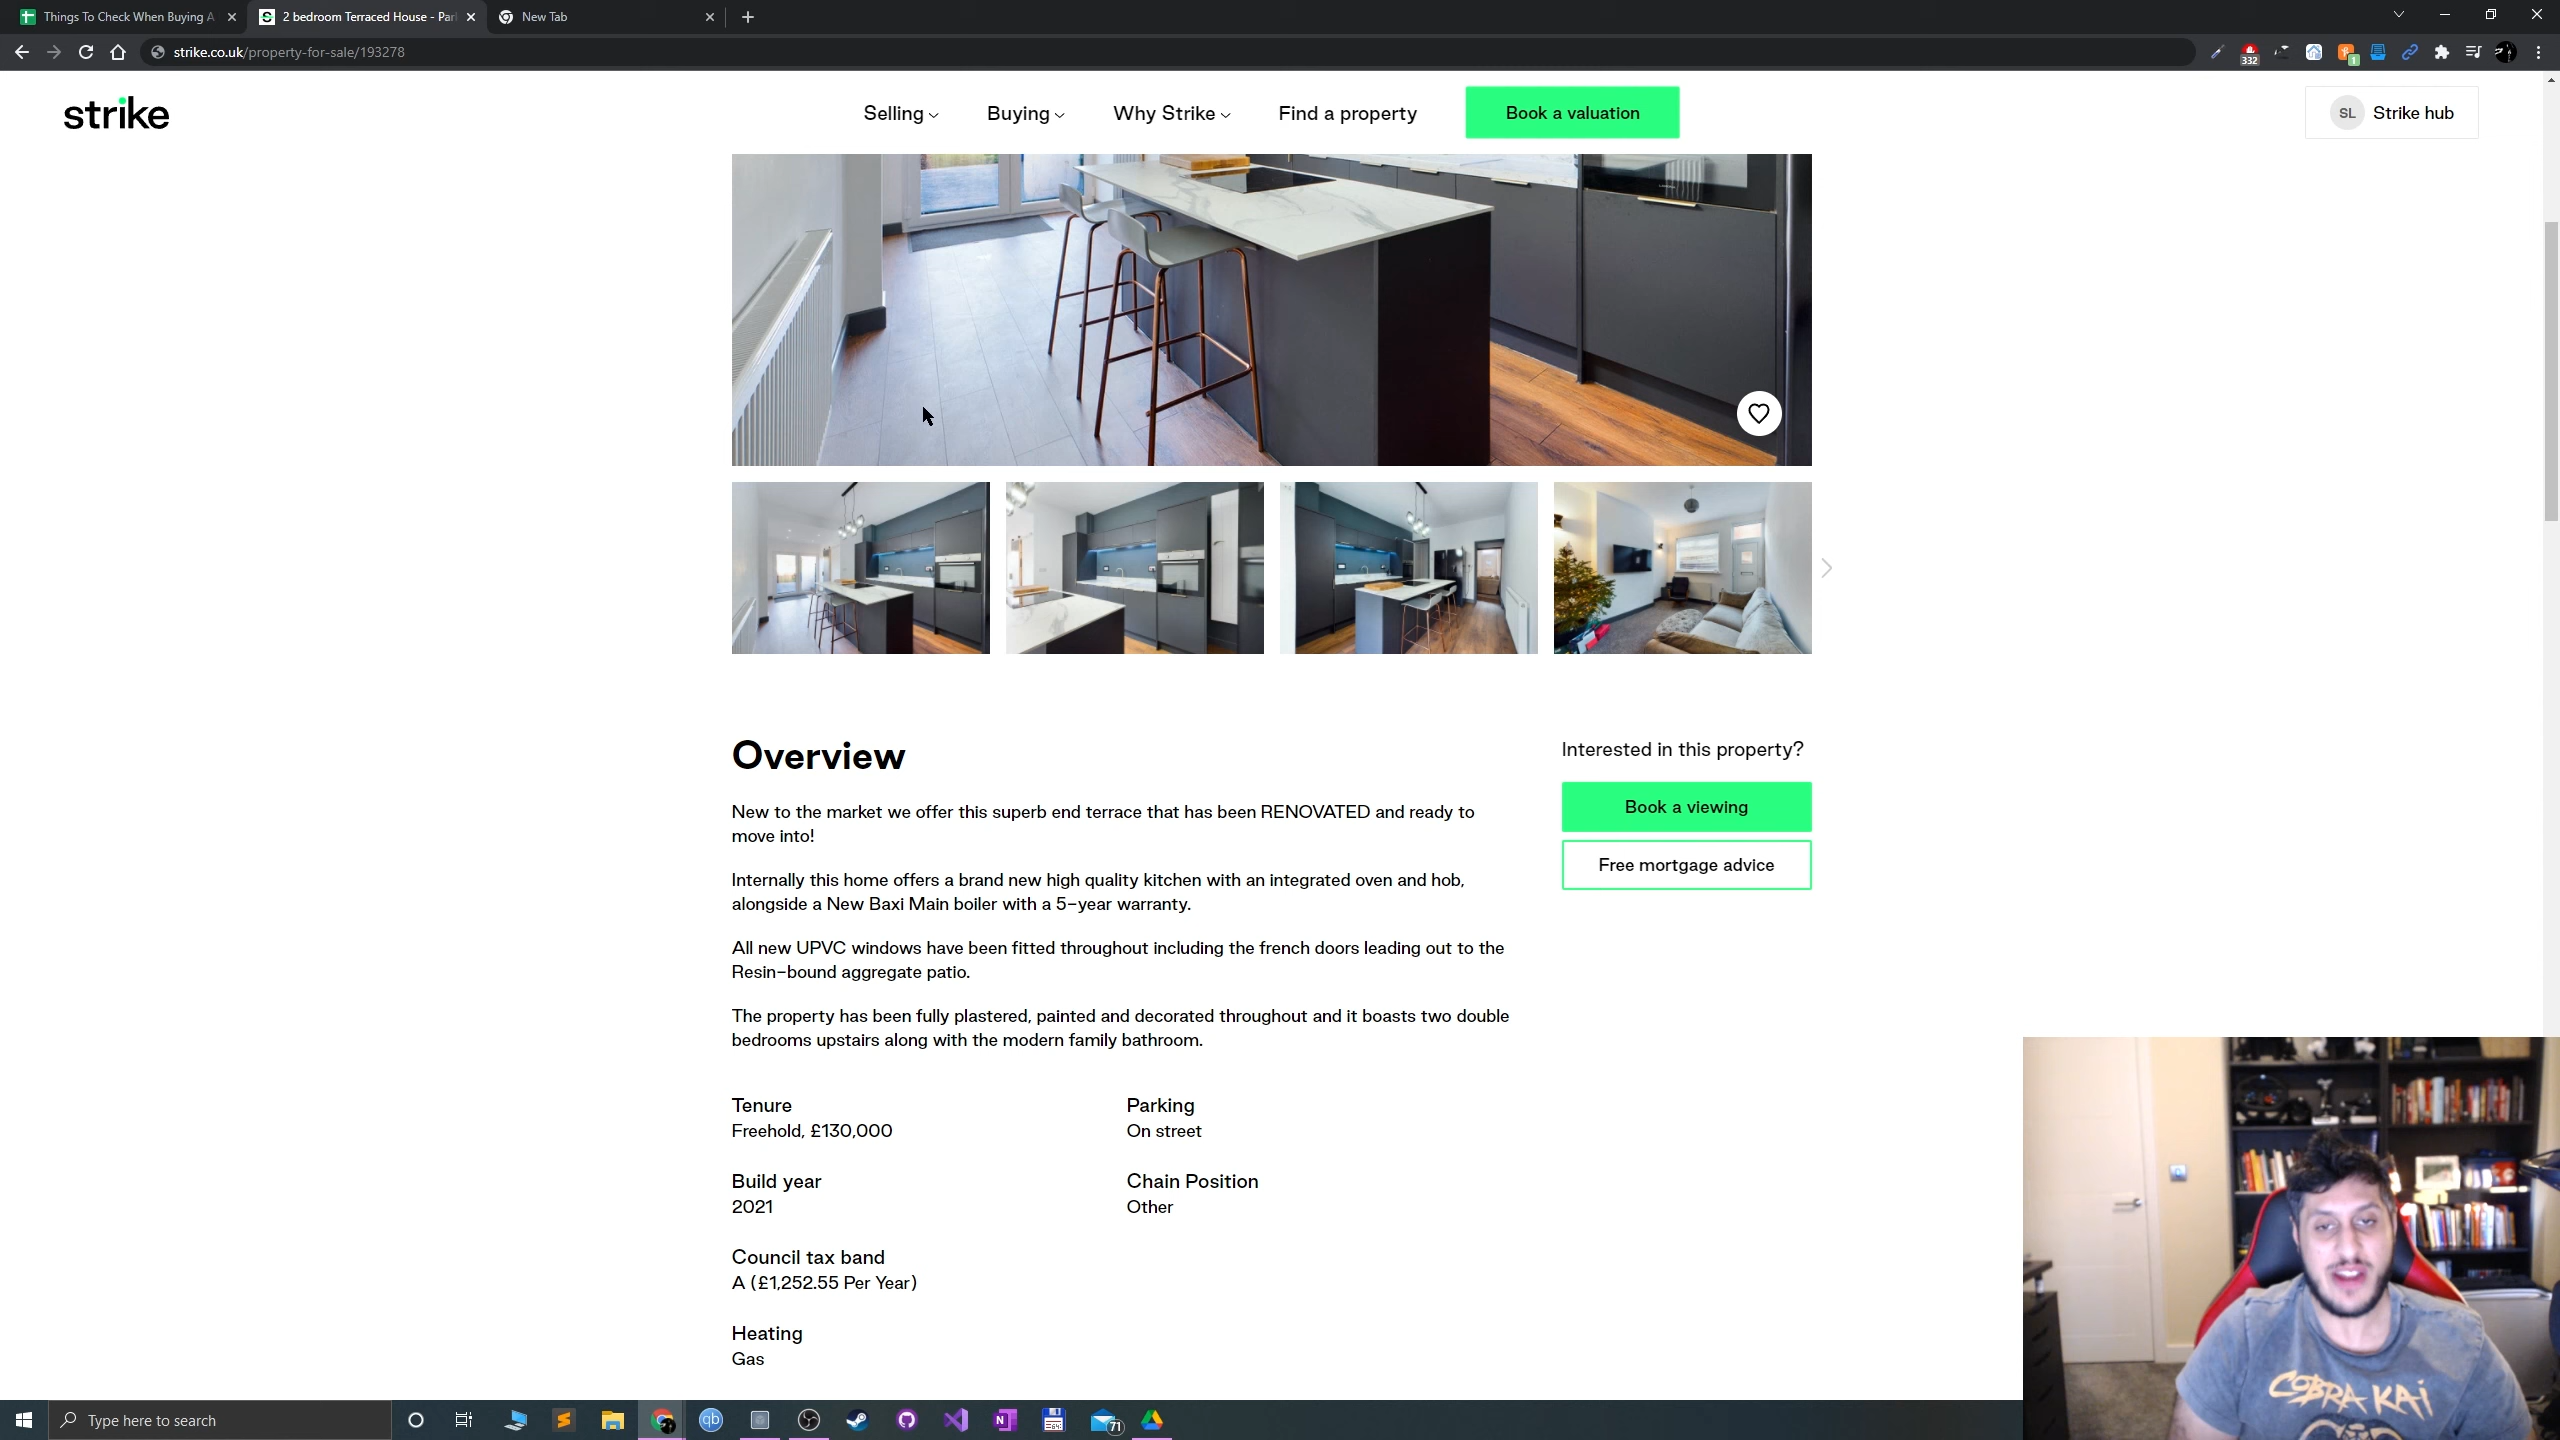 Things To Check When Buying A
2 bedroom Terraced House - Par
New Tab
strike.co.uk/property-for-sale/193278
332
1
strike
Selling
Buying
Why Strike
Find a property
Book a valuation
SL
Strike hub
Overview
New to the market we offer this superb end terrace that has been RENOVATED and ready to
move into!
Internally this home offers a brand new high quality kitchen with an integrated oven and hob,
alongside a New Baxi Main boiler with a 5-year warranty.
All new UPVC windows have been fitted throughout including the french doors leading out to the
Resin-bound aggregate patio.
The property has been fully plastered, painted and decorated throughout and it boasts two double
bedrooms upstairs along with the modern family bathroom.
Interested in this property?
Book a viewing
Free mortgage advice
Tenure
Freehold, £130,000
Parking
On street
Build year
2021
Chain Position
Other
Council tax band
A (£1,252.55 Per Year)
Heating
Gas
COBRA KAI
Type here to search
qb
N
64
71